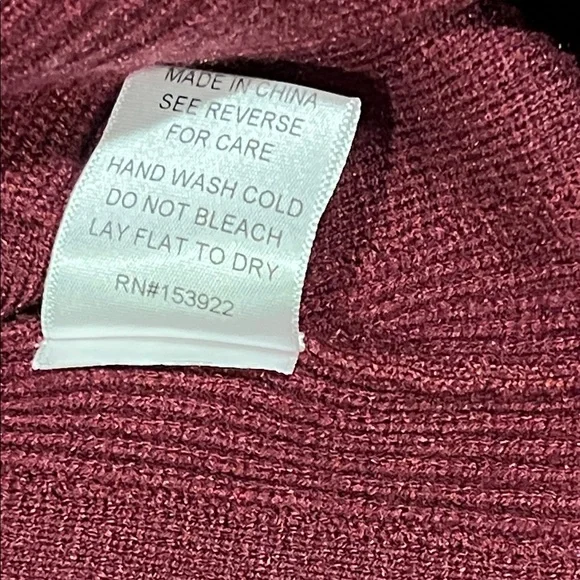 MADE IN CHINA
SEE REVERSE
FOR CARE
HAND WASH COLD
DO NOT BLEACH
LAY FLAT TO DRY
RN#153922